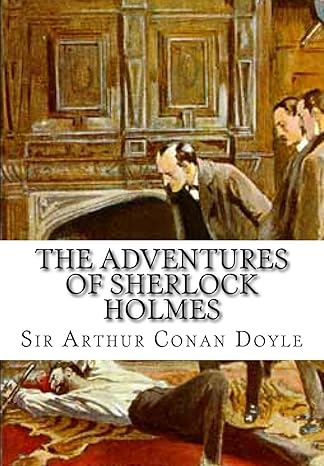 THE ADVENTURES
OF SHERLOCK
HOLMES
SIR ARTHUR CONAN DOYLE